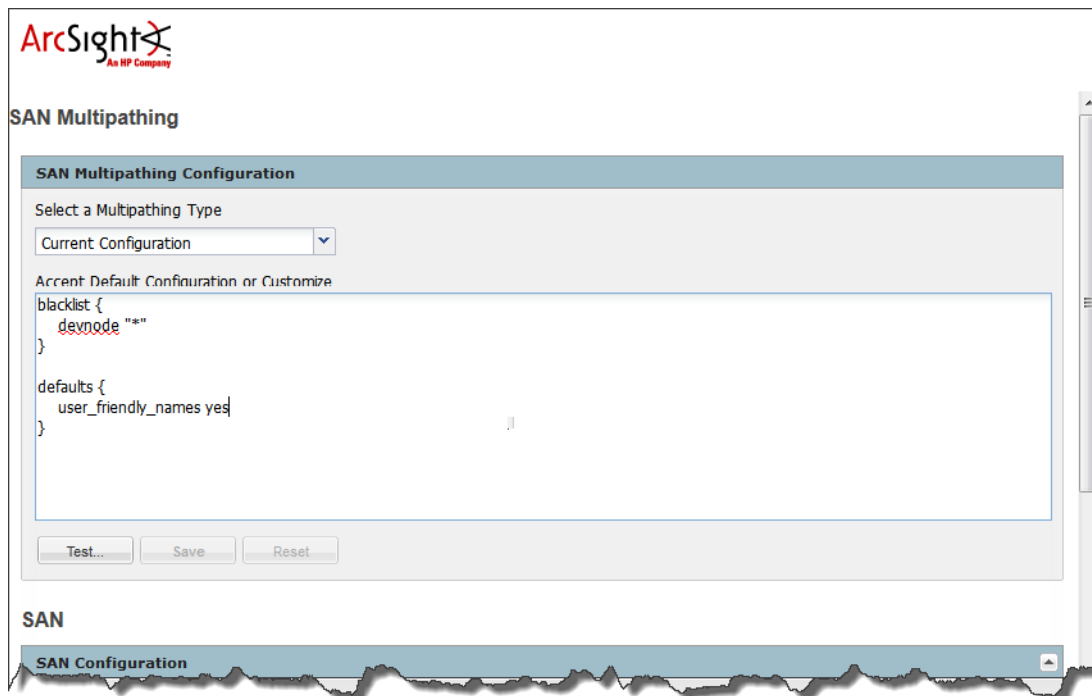 ArcSight
An HP Company
SAN Multipathing
SAN Multipathing Configuration
Select a Multipathing Type
Current Configuration
Accept Default Configuration or Customize
blacklist {
devnode "*"
}
defaults {
user_friendly_names yes
}
Test...
Save
Reset
SAN
SAN Configuration